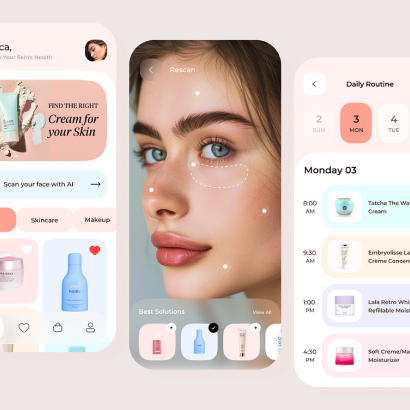 ca,
Your Skin's Health
FIND THE RIGHT
Cream for
your Skin
Scan your face with AI
Skincare
Makeup
Rescan
Best Solutions
View All
Daily Routine
2
SUN
3
MON
4
TUE
Monday 03
8:00
AM
Tatcha The Wa
Cream
9:30
AM
Embryolisse La
Crème Concen
1:00
PM
Lala Retro Whi
Refillable Moist
4:30
PM
Soft Creme/Ma
Moisturizer